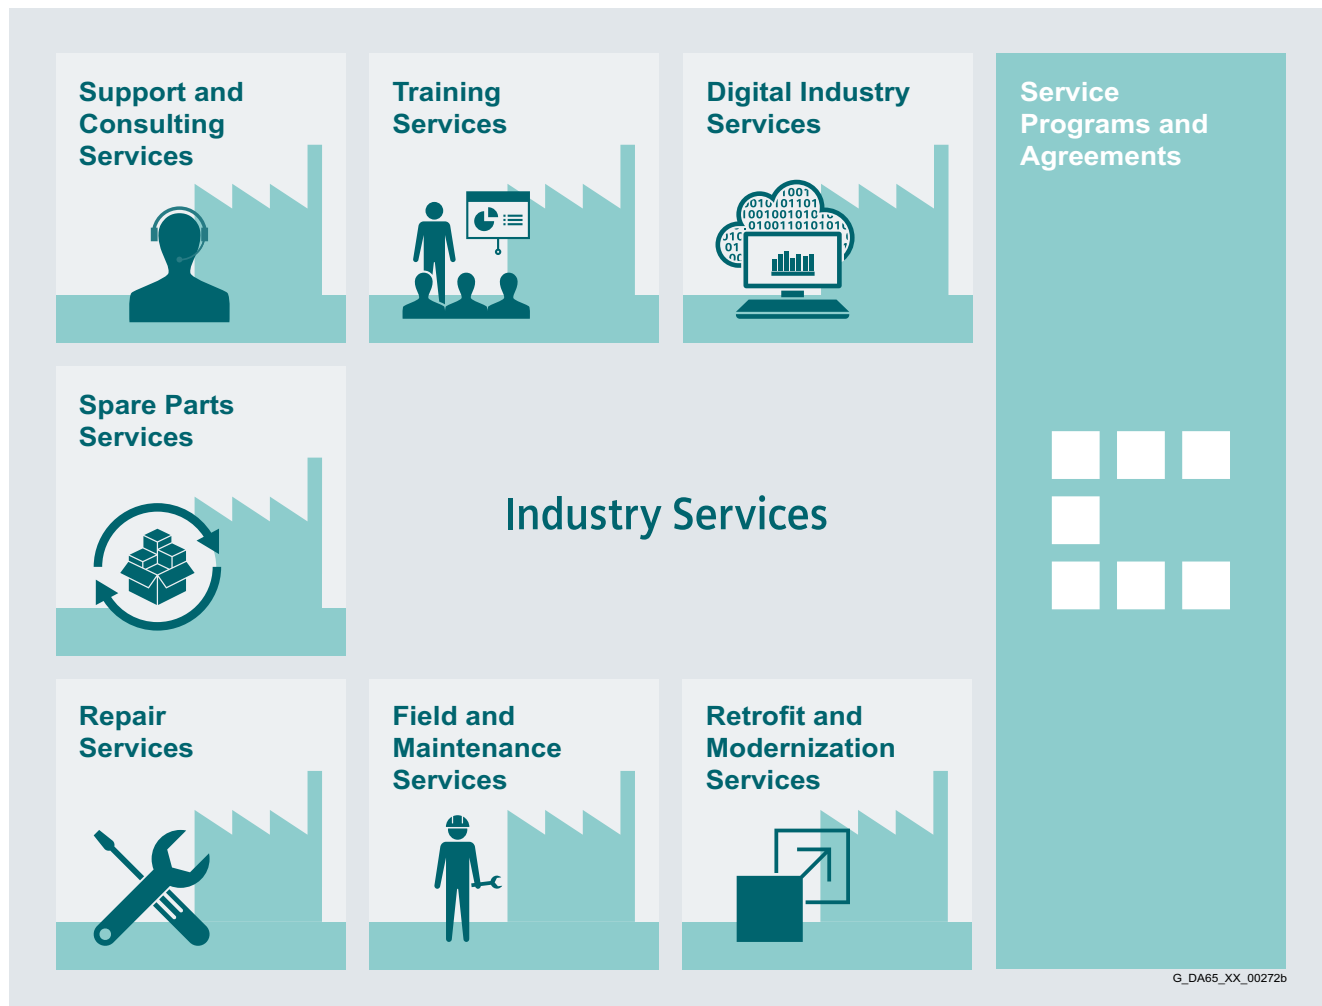 Support and
Consulting
Services
Training
Services
Digital Industry
Services
Service
Programs and
Agreements
Spare Parts
Services
Industry Services
Repair
Services
Field and
Maintenance
Services
Retrofit and
Modernization
Services
G_DA65_XX_00272b